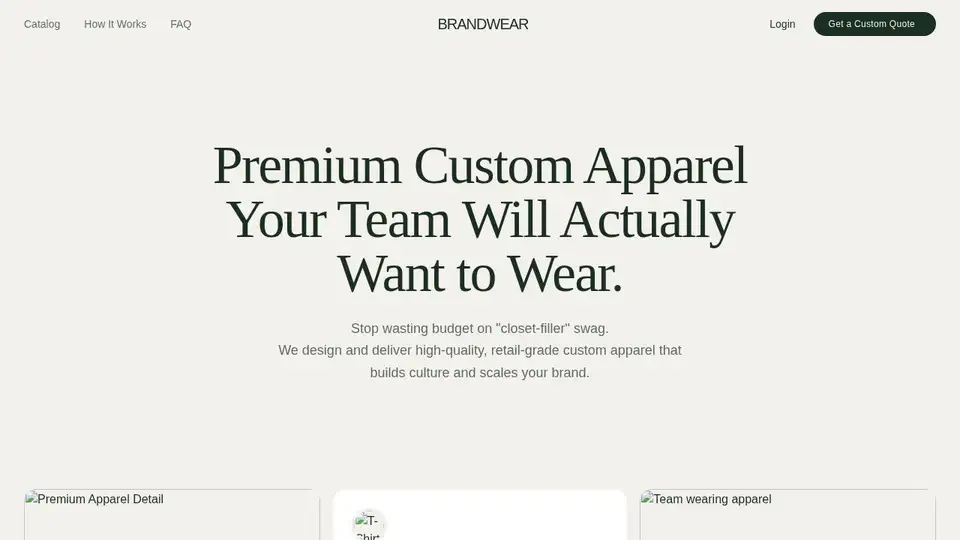 Catalog
How It Works
FAQ
BRANDWEAR
Login
Get a Custom Quote
Premium Custom Apparel
Your Team Will Actually
Want to Wear.
Stop wasting budget on "closet-filler" swag.
We design and deliver high-quality, retail-grade custom apparel that
builds culture and scales your brand.
Premium Apparel Detail
T-
Shirt
Team wearing apparel